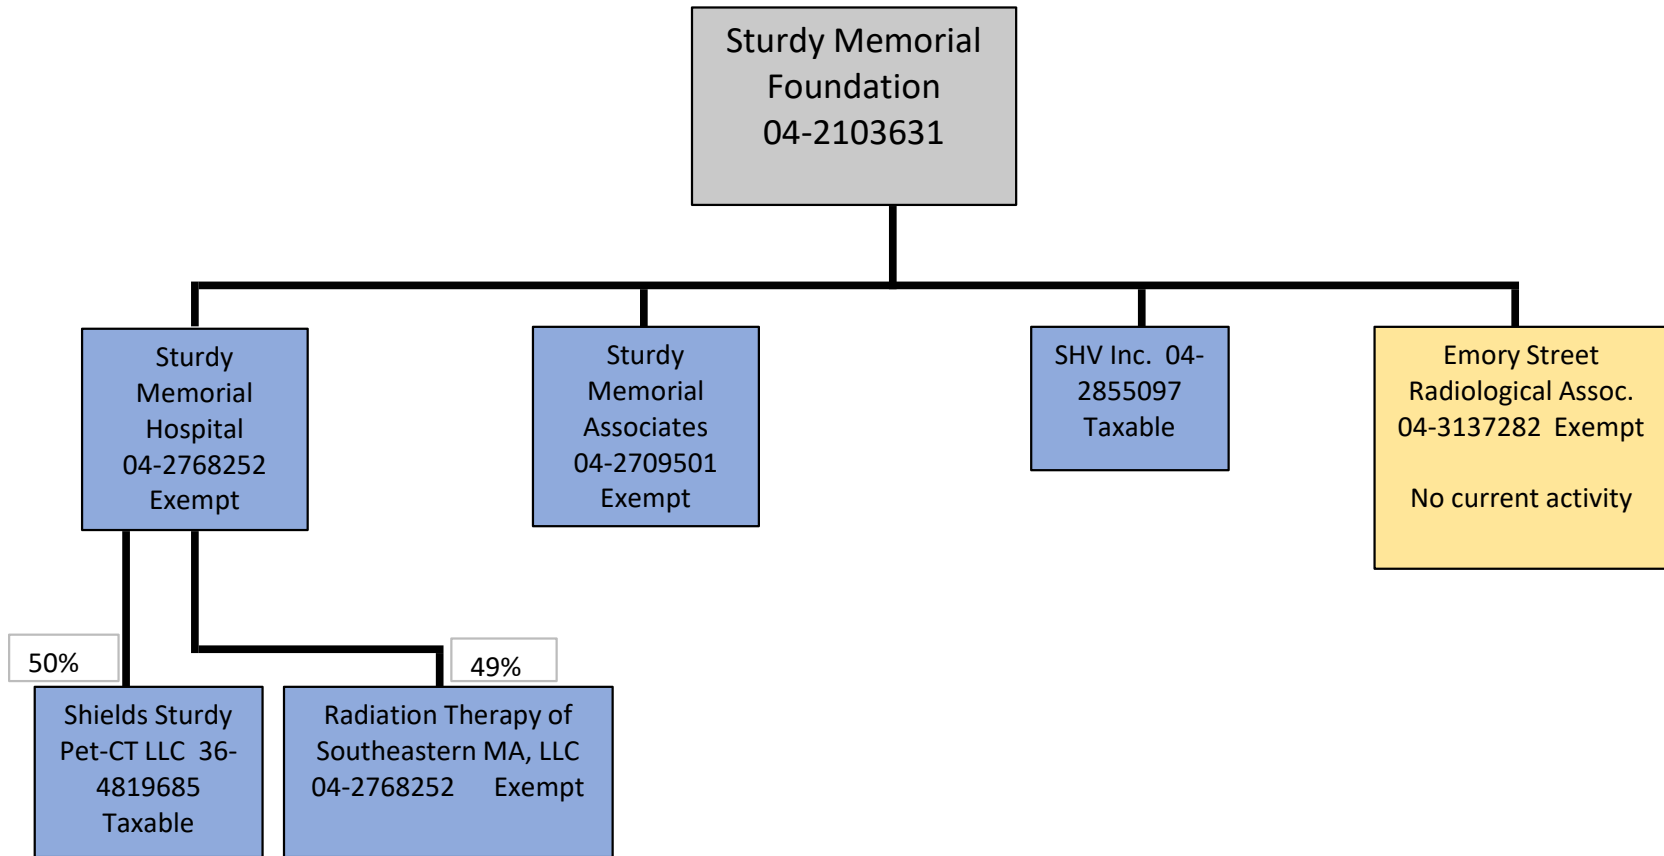 Sturdy Memorial
Foundation
04-2103631
Sturdy
Memorial
Hospital
04-2768252
Exempt
Sturdy
Memorial
Associates
04-2709501
Exempt
SHV Inc. 04-
2855097
Taxable
Emory Street
Radiological Assoc.
04-3137282 Exempt
No current activity
50%
49%
Shields Sturdy
Pet-CT LLC 36-
4819685
Taxable
Radiation Therapy of
Southeastern MA, LLC
04-2768252 Exempt